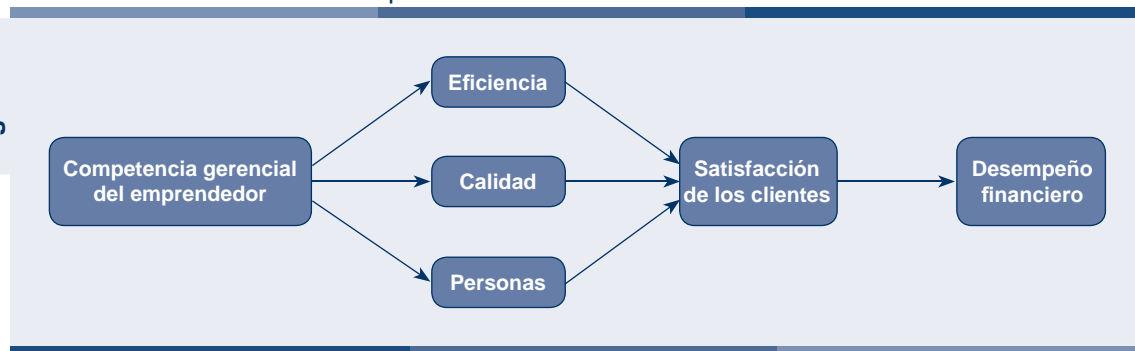 Eficiencia
Competencia gerencial
del emprendedor
Calidad
Satisfacción
de los clientes
Desempeño
financiero
Personas